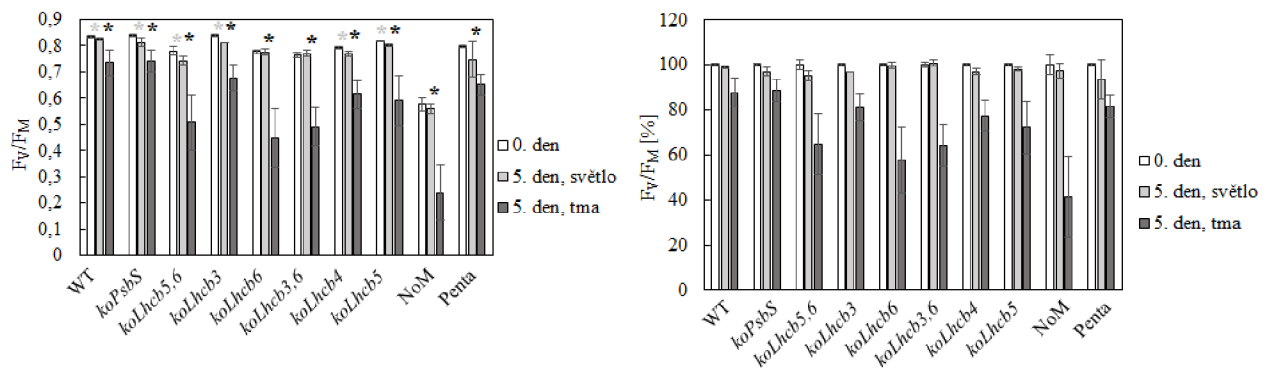 0,9
0,8
0,7
0,6
0,5
0,4
0,3
0,2
0,1
0
FV/FM
* * * * * * * * * * * * * * * *
WT
koPsbS
koLhcb5,6
koLhcb3
koLhcb6
koLhcb3,6
koLhcb4
koLhcb5
NoM
Penta
0. den
5. den, světlo
5. den, tma
120
100
80
60
40
20
0
FV/FM [%]
WT
koPsbS
koLhcb5,6
koLhcb3
koLhcb6
koLhcb3,6
koLhcb4
koLhcb5
NoM
Penta
0. den
5. den, světlo
5. den, tma